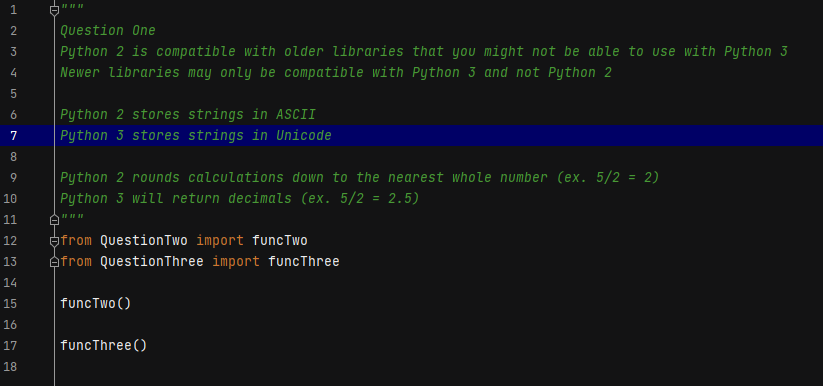 1 """
2 Question One
3 Python 2 is compatible with older libraries that you might not be able to use with Python 3
4 Newer libraries may only be compatible with Python 3 and not Python 2
5
6 Python 2 stores strings in ASCII
7 Python 3 stores strings in Unicode
8
9 Python 2 rounds calculations down to the nearest whole number (ex. 5/2 = 2)
10 Python 3 will return decimals (ex. 5/2 = 2.5)
11 """
12 from QuestionTwo import funcTwo
13 from QuestionThree import funcThree
14
15 funcTwo()
16
17 funcThree()
18